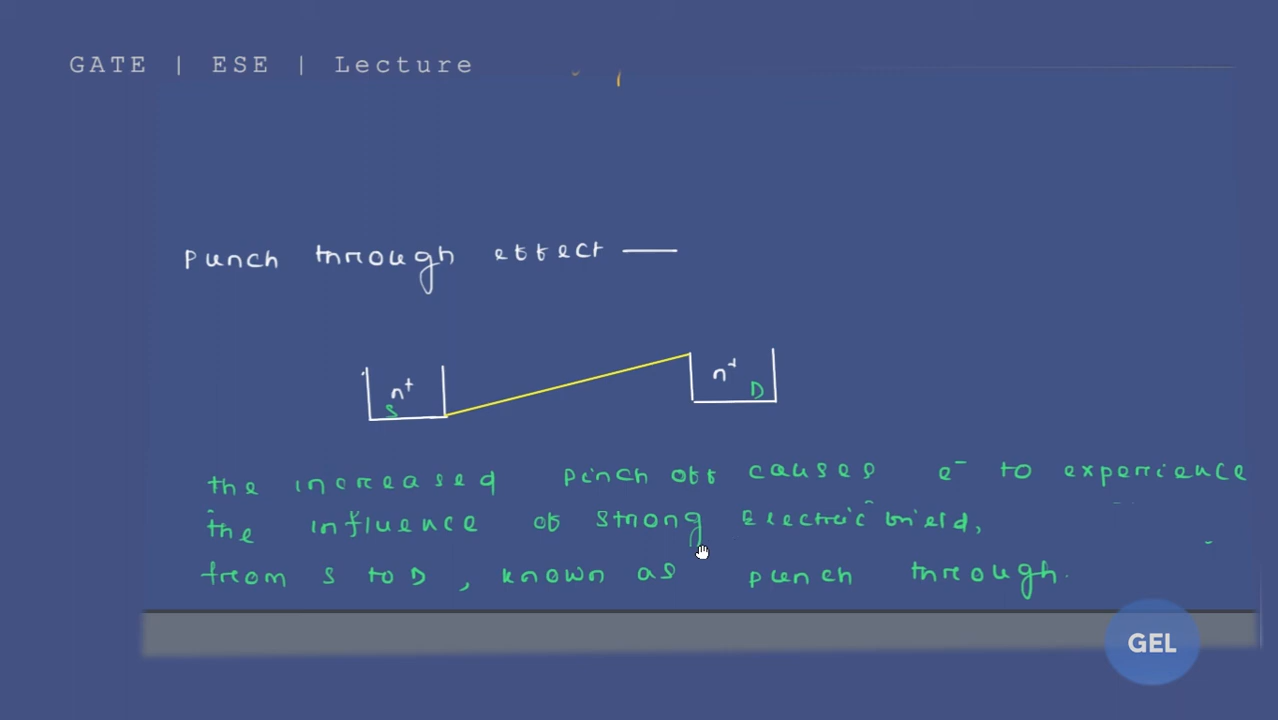 GATE | ESE | Lecture
Punch through effect —
n+
S
n+
D
the increased pinch off causes e- to experience
the influence of strong Electric field,
from S to D, known as punch through.
GEL